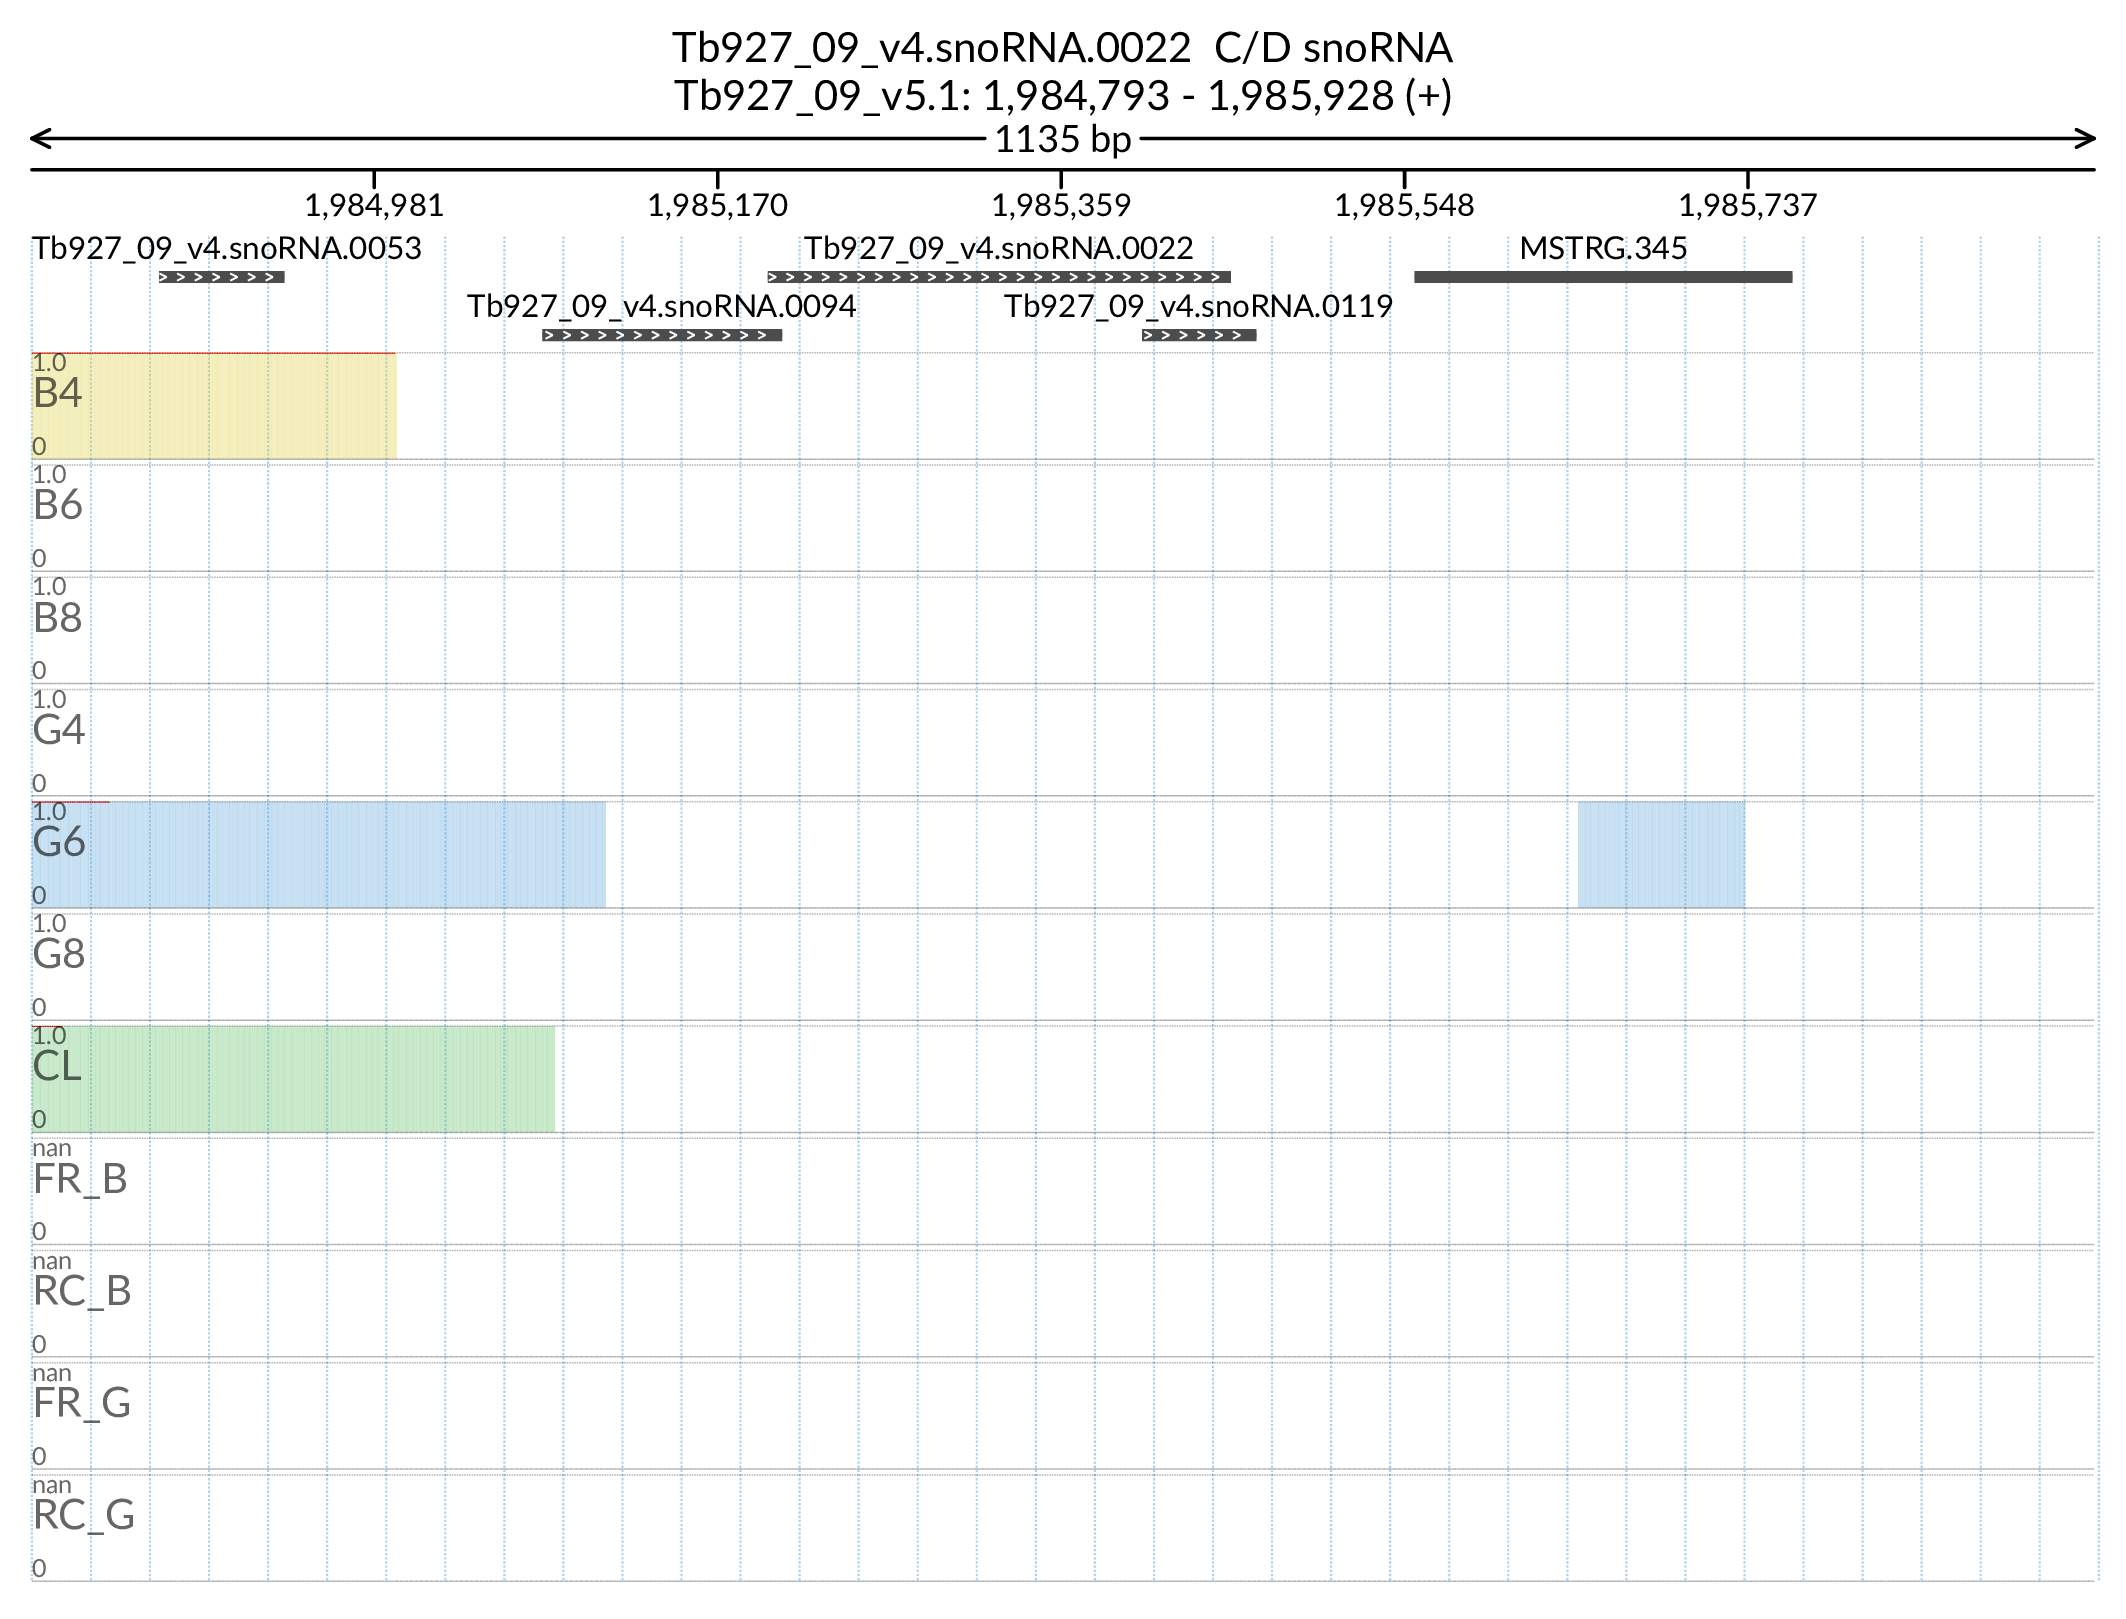 Tb927_09_v4.snoRNA.0022  C/D snoRNA
Tb927_09_v5.1: 1,984,793 - 1,985,928 (+)
1135 bp
1,984,981 1,985,170 1,985,359 1,985,548 1,985,737
Tb927_09_v4.snoRNA.0053 Tb927_09_v4.snoRNA.0022 MSTRG.345
Tb927_09_v4.snoRNA.0094 Tb927_09_v4.snoRNA.0119
1.0
B4
0
1.0
B6
0
1.0
B8
0
1.0
G4
0
1.0
G6
0
1.0
G8
0
1.0
CL
0
nan
FR_B
0
nan
RC_B
0
nan
FR_G
0
nan
RC_G
0